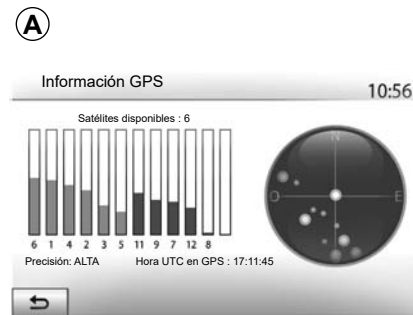 A
Información GPS
10:56
Satélites disponibles : 6
N
O E
6 1 4 2 3 5 11 9 7 12 8
Precisión: ALTA Hora UTC en GPS : 17:11:45